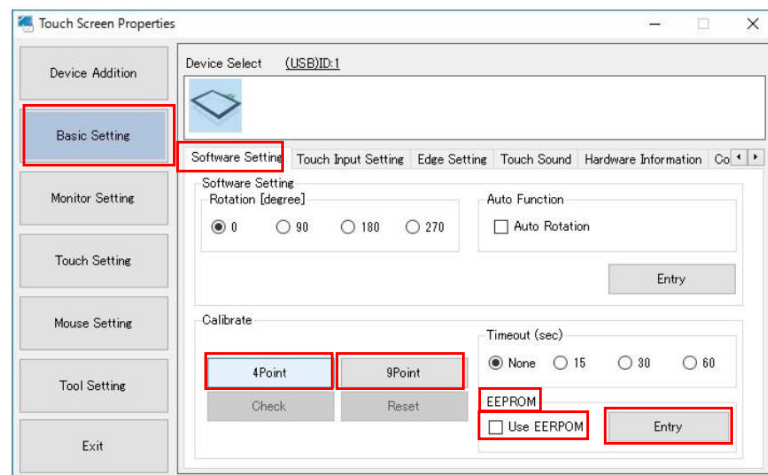 Touch Screen Properties
Device Addition
Basic Setting
Monitor Setting
Touch Setting
Mouse Setting
Tool Setting
Exit
Device Select (USB)ID:1
Software Setting Touch Input Setting Edge Setting Touch Sound Hardware Information Co
Software Setting
Rotation [degree]
0 90 180 270
Auto Function
Auto Rotation
Entry
Calibrate
4Point 9Point
Check Reset
Timeout (sec)
None 15 30 60
EEPROM
Use EERPOM Entry